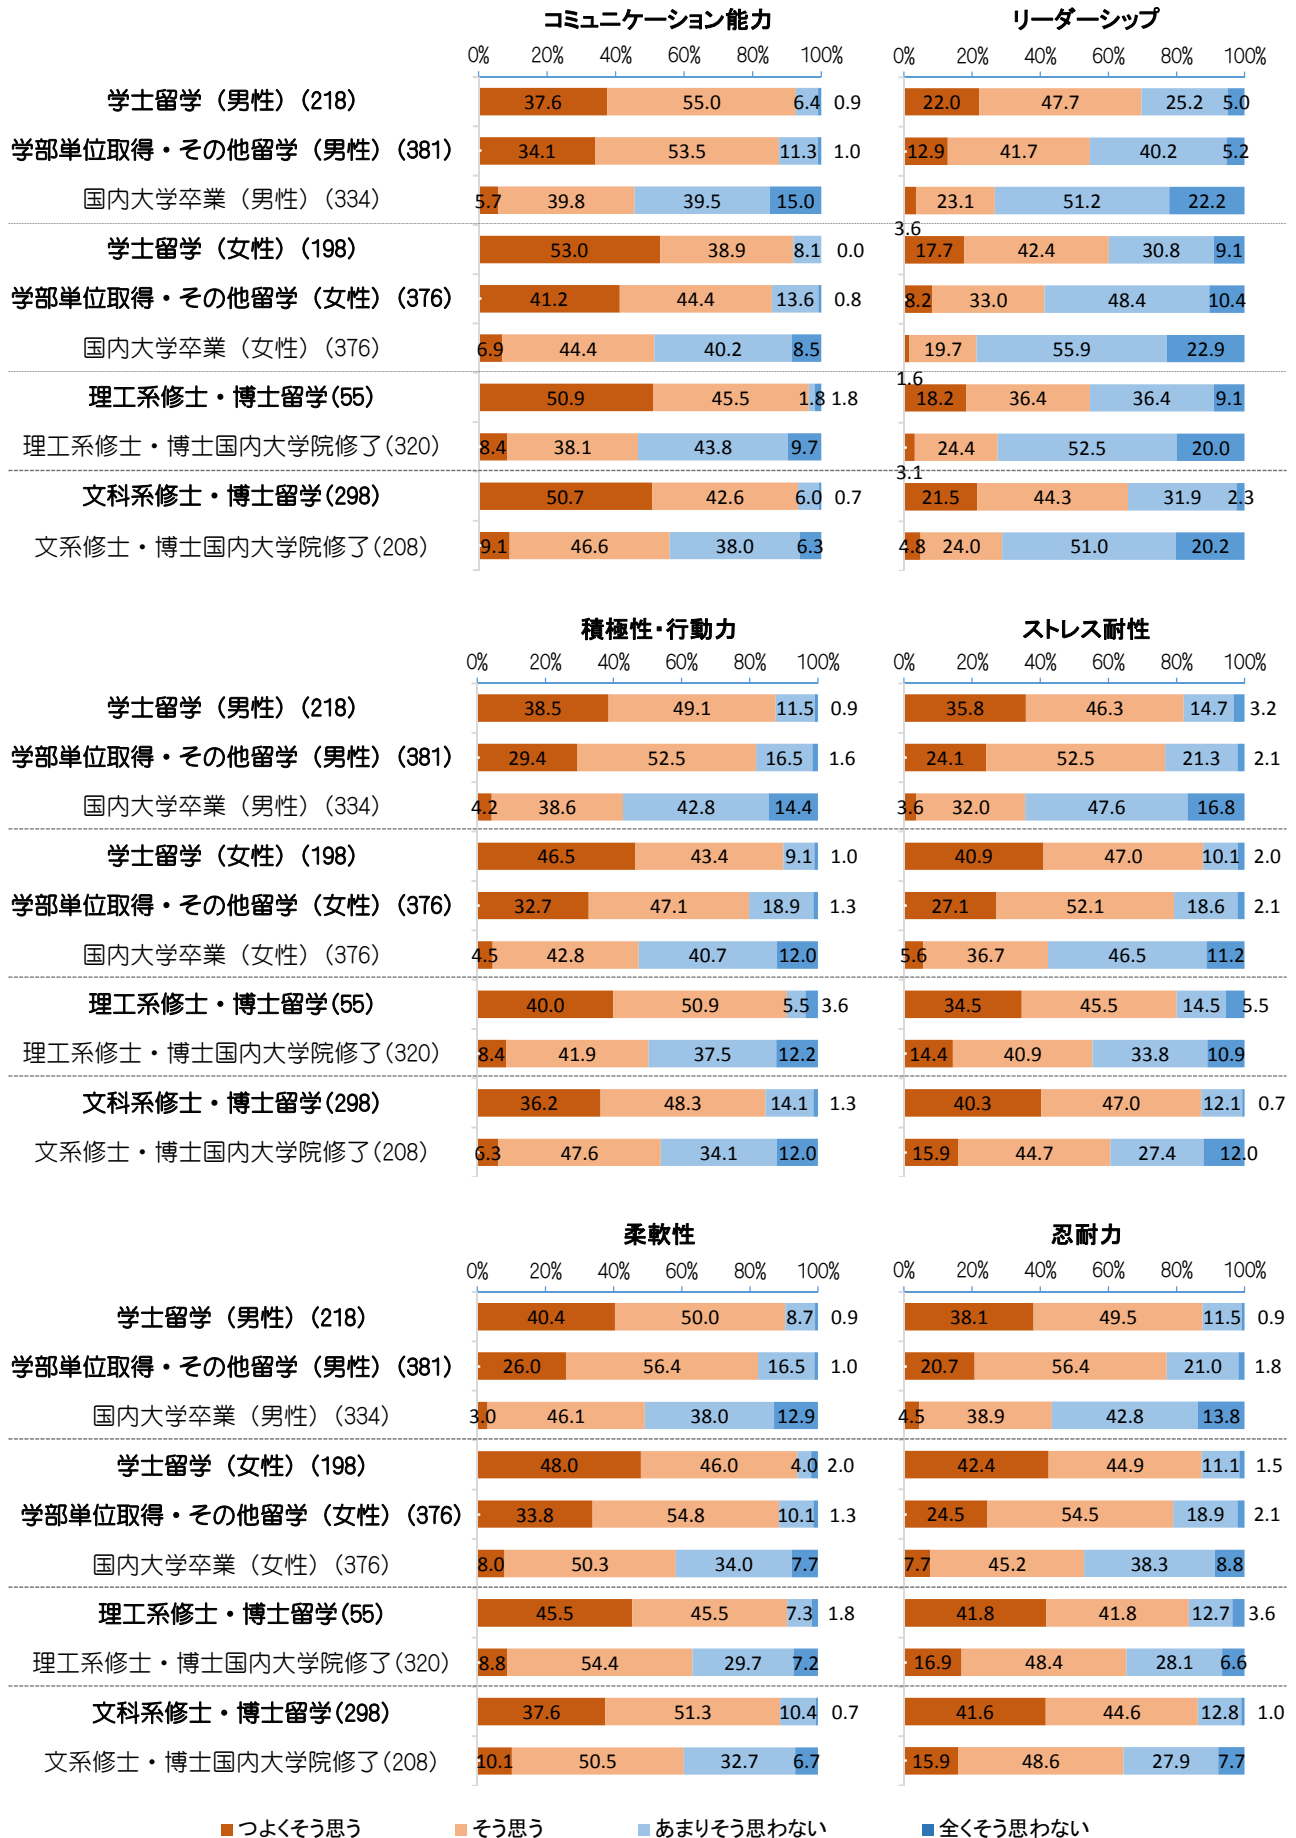 コミュニケーション能力 リーダーシップ
0% 20% 40% 60% 80% 100% 0% 20% 40% 60% 80% 100%
学士留学（男性）(218) 37.6 55.0 6.4 0.9 22.0 47.7 25.2 5.0
学部単位取得・その他留学（男性）(381) 34.1 53.5 11.3 1.0 12.9 41.7 40.2 5.2
国内大学卒業（男性）(334) 5.7 39.8 39.5 15.0 3.6 23.1 51.2 22.2
学士留学（女性）(198) 53.0 38.9 8.1 0.0 17.7 42.4 30.8 9.1
学部単位取得・その他留学（女性）(376) 41.2 44.4 13.6 0.8 8.2 33.0 48.4 10.4
国内大学卒業（女性）(376) 6.9 44.4 40.2 8.5 1.6 19.7 55.9 22.9
理工系修士・博士留学(55) 50.9 45.5 1.8 1.8 18.2 36.4 36.4 9.1
理工系修士・博士国内大学院修了(320) 8.4 38.1 43.8 9.7 3.1 24.4 52.5 20.0
文科系修士・博士留学(298) 50.7 42.6 6.0 0.7 21.5 44.3 31.9 2.3
文系修士・博士国内大学院修了(208) 9.1 46.6 38.0 6.3 4.8 24.0 51.0 20.2
積極性・行動力 ストレス耐性
0% 20% 40% 60% 80% 100% 0% 20% 40% 60% 80% 100%
学士留学（男性）(218) 38.5 49.1 11.5 0.9 35.8 46.3 14.7 3.2
学部単位取得・その他留学（男性）(381) 29.4 52.5 16.5 1.6 24.1 52.5 21.3 2.1
国内大学卒業（男性）(334) 4.2 38.6 42.8 14.4 3.6 32.0 47.6 16.8
学士留学（女性）(198) 46.5 43.4 9.1 1.0 40.9 47.0 10.1 2.0
学部単位取得・その他留学（女性）(376) 32.7 47.1 18.9 1.3 27.1 52.1 18.6 2.1
国内大学卒業（女性）(376) 4.5 42.8 40.7 12.0 5.6 36.7 46.5 11.2
理工系修士・博士留学(55) 40.0 50.9 5.5 3.6 34.5 45.5 14.5 5.5
理工系修士・博士国内大学院修了(320) 8.4 41.9 37.5 12.2 14.4 40.9 33.8 10.9
文科系修士・博士留学(298) 36.2 48.3 14.1 1.3 40.3 47.0 12.1 0.7
文系修士・博士国内大学院修了(208) 6.3 47.6 34.1 12.0 15.9 44.7 27.4 12.0
柔軟性 忍耐力
0% 20% 40% 60% 80% 100% 0% 20% 40% 60% 80% 100%
学士留学（男性）(218) 40.4 50.0 8.7 0.9 38.1 49.5 11.5 0.9
学部単位取得・その他留学（男性）(381) 26.0 56.4 16.5 1.0 20.7 56.4 21.0 1.8
国内大学卒業（男性）(334) 3.0 46.1 38.0 12.9 4.5 38.9 42.8 13.8
学士留学（女性）(198) 48.0 46.0 4.0 2.0 42.4 44.9 11.1 1.5
学部単位取得・その他留学（女性）(376) 33.8 54.8 10.1 1.3 24.5 54.5 18.9 2.1
国内大学卒業（女性）(376) 8.0 50.3 34.0 7.7 7.7 45.2 38.3 8.8
理工系修士・博士留学(55) 45.5 45.5 7.3 1.8 41.8 41.8 12.7 3.6
理工系修士・博士国内大学院修了(320) 8.8 54.4 29.7 7.2 16.9 48.4 28.1 6.6
文科系修士・博士留学(298) 37.6 51.3 10.4 0.7 41.6 44.6 12.8 1.0
文系修士・博士国内大学院修了(208) 10.1 50.5 32.7 6.7 15.9 48.6 27.9 7.7
つよくそう思う そう思う あまりそう思わない 全くそう思わない